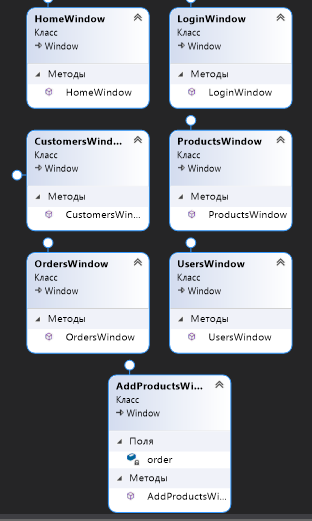 HomeWindow
Класс
Window
Методы
HomeWindow
LoginWindow
Класс
Window
Методы
LoginWindow
CustomersWind...
Класс
Window
Методы
CustomersWin...
ProductsWindow
Класс
Window
Методы
ProductsWindow
OrdersWindow
Класс
Window
Методы
OrdersWindow
UsersWindow
Класс
Window
Методы
UsersWindow
AddProductsWi...
Класс
Window
Поля
order
Методы
AddProductsWi...